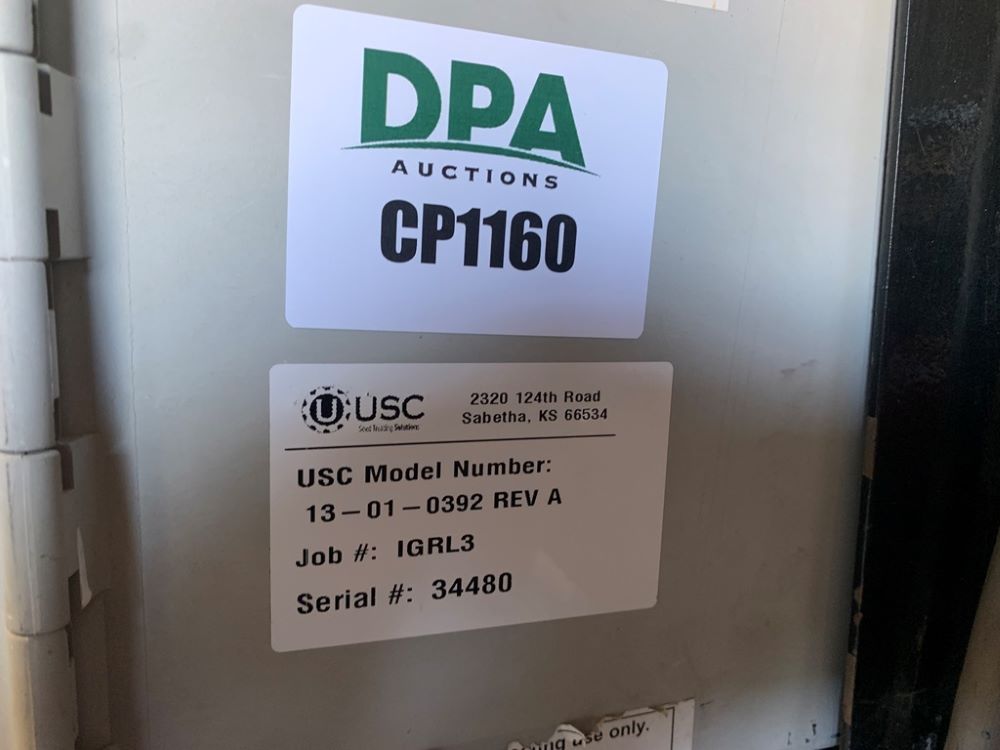 DPA
AUCTIONS
CP1160
USC
2320 124th Road
Sabetha, KS 66534
USC Model Number:
13-01-0392 REV A
Job #: IGRL3
Serial #: 34480
use only.